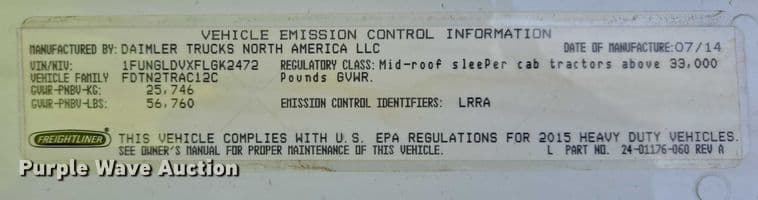 VEHICLE EMISSION CONTROL INFORMATION
MANUFACTURED BY: DAIMLER TRUCKS NORTH AMERICA LLC DATE OF MANUFACTURE: 07/14
VIN/NIV: 1FUNGLDVXFLGK2472 REGULATORY CLASS: Mid-roof sleePer cab tractors above 33,000
VEHICLE FAMILY FDTN2TRAC12C Pounds GVWR.
GVWR-PNBV-KG: 25,746
GVWR-PNBV-LBS: 56,760 EMISSION CONTROL IDENTIFIERS: LRRA
FREIGHTLINER THIS VEHICLE COMPLIES WITH U.S. EPA REGULATIONS FOR 2015 HEAVY DUTY VEHICLES.
SEE OWNER'S MANUAL FOR PROPER MAINTENANCE OF THIS VEHICLE. L PART NO. 24-01176-060 REV A
Purple Wave Auction